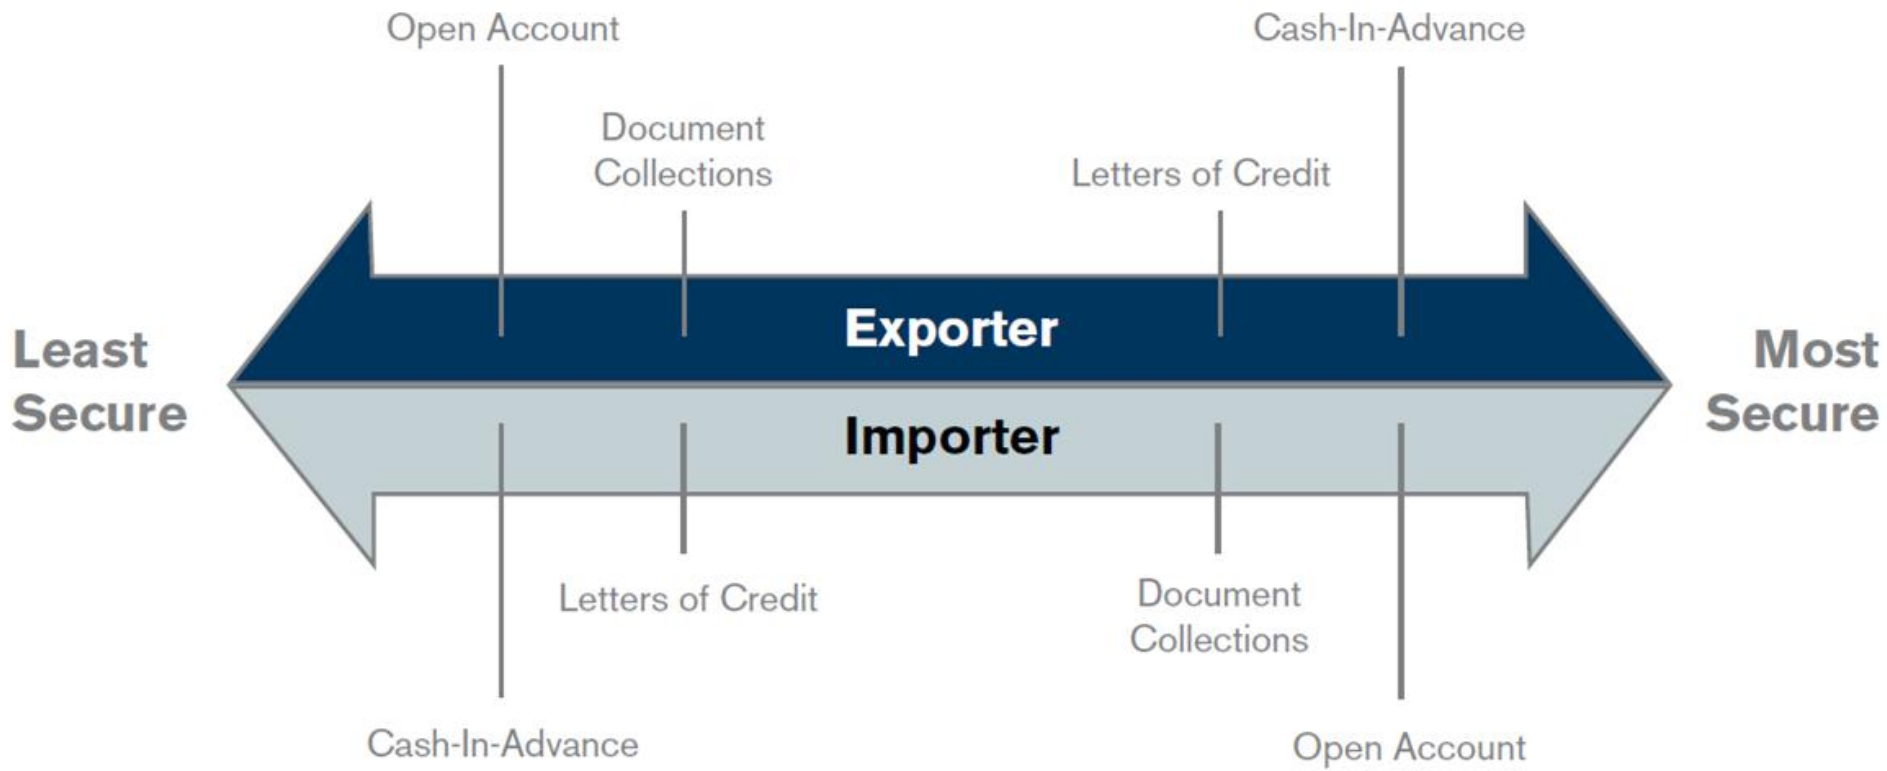 Open Account
Cash-In-Advance
Document
Collections
Letters of Credit
Exporter
Least
Secure
Most
Secure
Importer
Letters of Credit
Document
Collections
Cash-In-Advance
Open Account